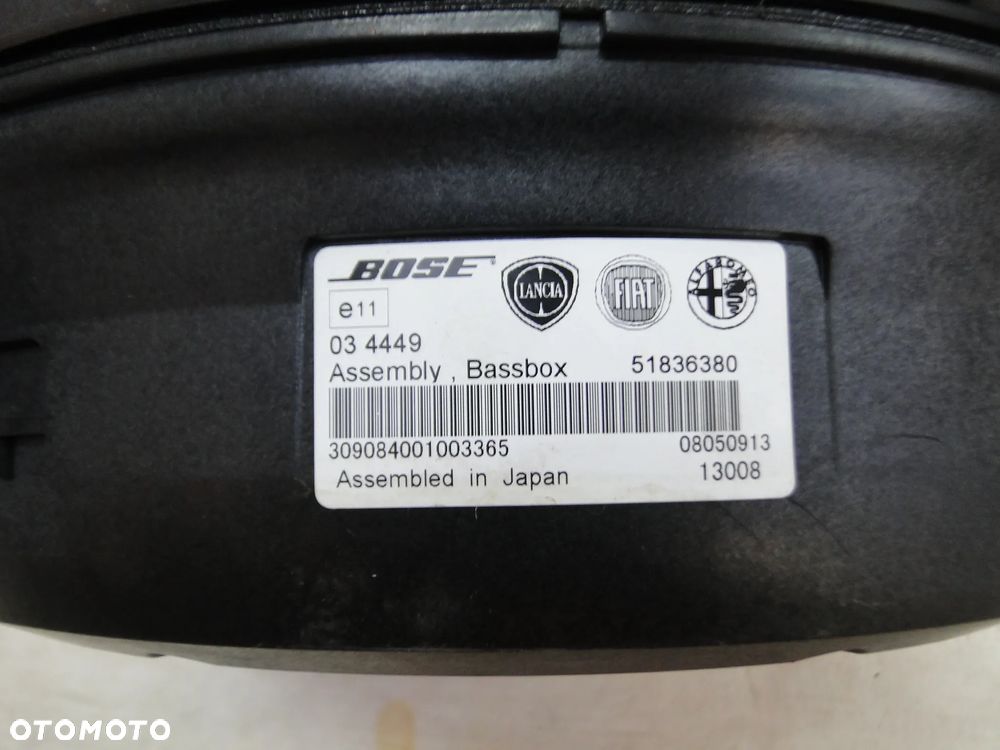 BOSE
LANCIA
FIAT
ALFA ROMEO
e11
03 4449
Assembly , Bassbox 51836380
309084001003365 08050913
Assembled in Japan 13008
OTOMOTO